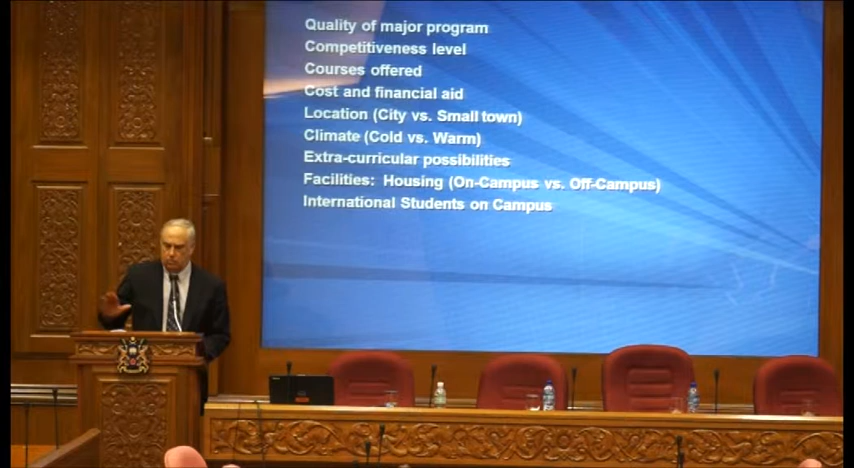 Quality of major program
Competitiveness level
Courses offered
Cost and financial aid
Location (City vs. Small town)
Climate (Cold vs. Warm)
Extra-curricular possibilities
Facilities: Housing (On-Campus vs. Off-Campus)
International Students on Campus